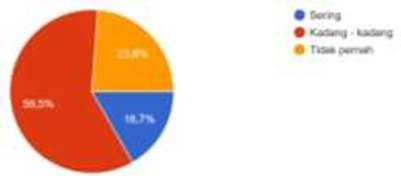 Sering
Kadang - kadang
Tidak pernah
23,8%
59,5%
16,7%